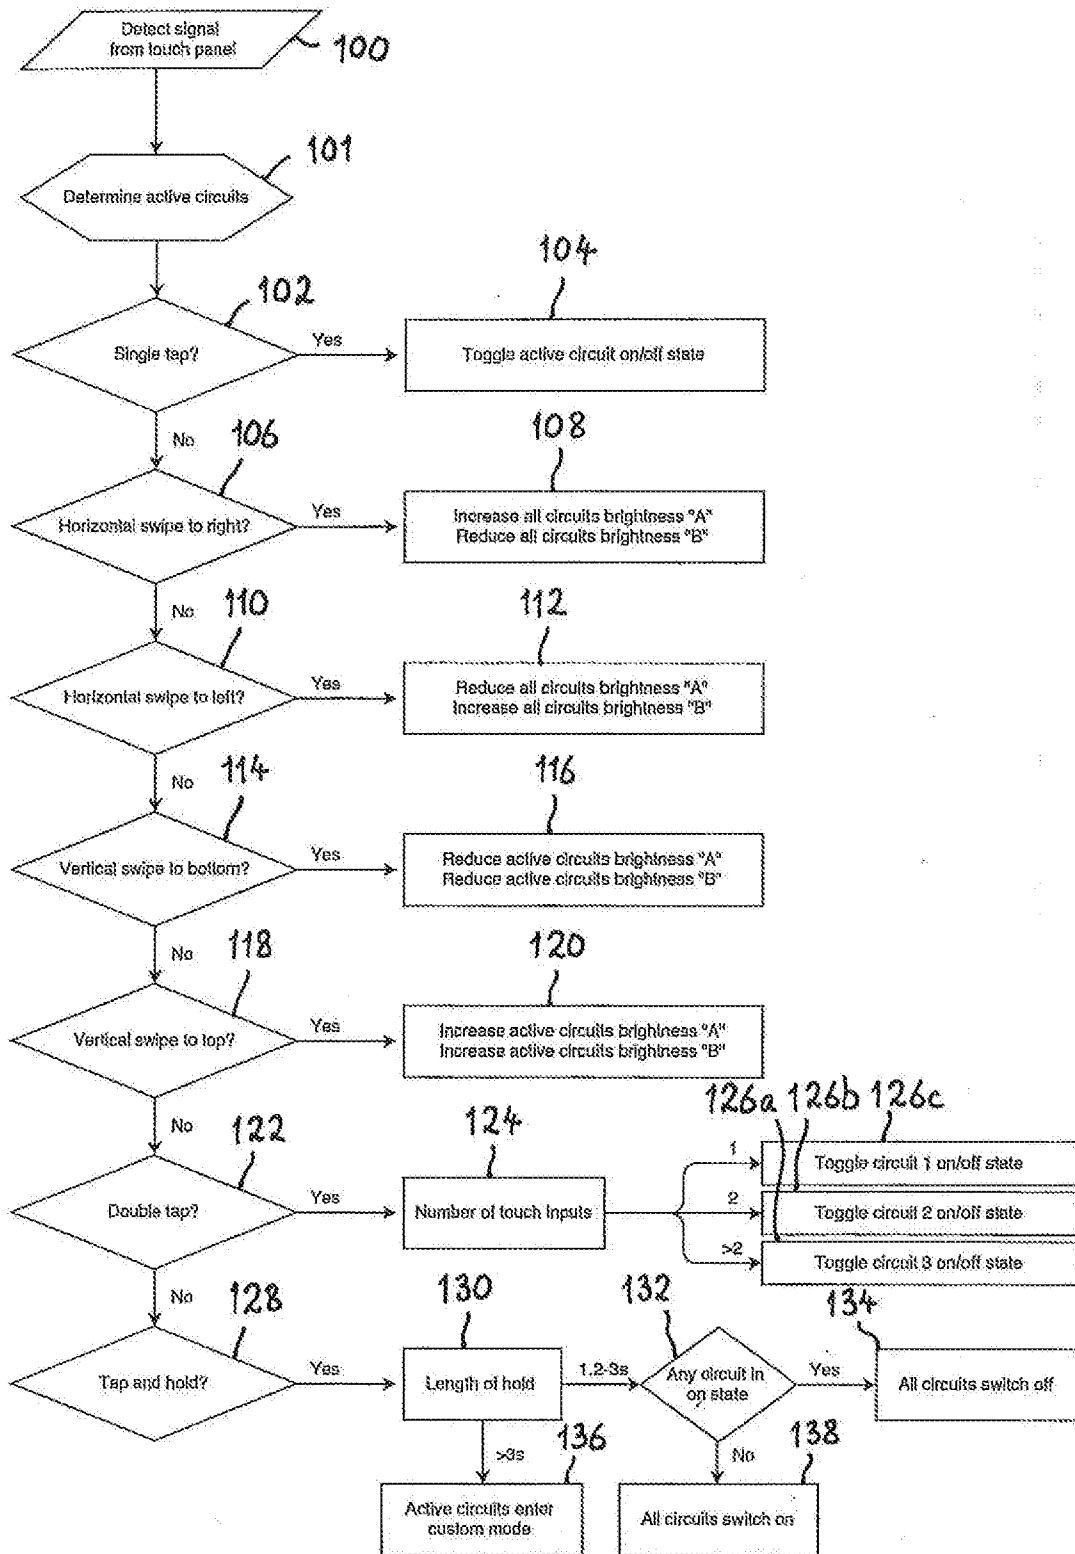 Detect signal
from touch panel
100
101
Determine active circuits
102
104
Single tap?
Yes
Toggle active circuit on/off state
No
106
108
Horizontal swipe to right?
Yes
Increase all circuits brightness "A"
Reduce all circuits brightness "B"
No
110
112
Horizontal swipe to left?
Yes
Reduce all circuits brightness "A"
Increase all circuits brightness "B"
No
114
116
Vertical swipe to bottom?
Yes
Reduce active circuits brightness "A"
Reduce active circuits brightness "B"
No
118
120
Vertical swipe to top?
Yes
Increase active circuits brightness "A"
Increase active circuits brightness "B"
126a 126b 126c
No
122
124
1
Toggle circuit 1 on/off state
Double tap?
Yes
Number of touch inputs
2
Toggle circuit 2 on/off state
>2
Toggle circuit 3 on/off state
No
128
130
132
134
Tap and hold?
Yes
Length of hold
1.2-3s
Any circuit in
on state
Yes
All circuits switch off
>3s
136
No
138
Active circuits enter
custom mode
All circuits switch on